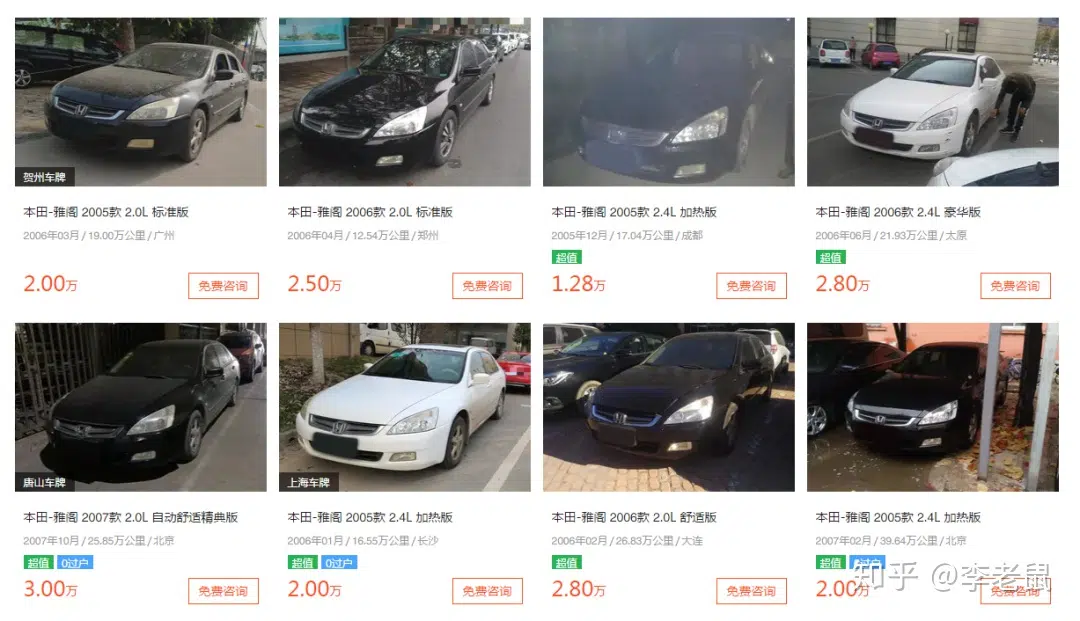 贺州车牌
本田-雅阁 2005款 2.0L 标准版
2006年03月 / 19.00万公里 / 广州
2.00万
免费咨询
本田-雅阁 2006款 2.0L 标准版
2006年04月 / 12.54万公里 / 郑州
2.50万
免费咨询
本田-雅阁 2005款 2.4L 加热版
2005年12月 / 17.04万公里 / 成都
超值
1.28万
免费咨询
本田-雅阁 2006款 2.4L 豪华版
2006年06月 / 21.93万公里 / 太原
超值
2.80万
免费咨询
唐山车牌
本田-雅阁 2007款 2.0L 自动舒适精典版
2007年10月 / 25.85万公里 / 北京
超值 0过户
3.00万
免费咨询
上海车牌
本田-雅阁 2005款 2.4L 加热版
2006年01月 / 16.55万公里 / 长沙
超值 0过户
2.00万
免费咨询
本田-雅阁 2006款 2.0L 舒适版
2006年02月 / 26.83万公里 / 大连
超值
2.80万
免费咨询
本田-雅阁 2005款 2.4L 加热版
2007年02月 / 39.64万公里 / 北京
超值 0过户
2.00万
免费咨询
知乎 @李老鼠